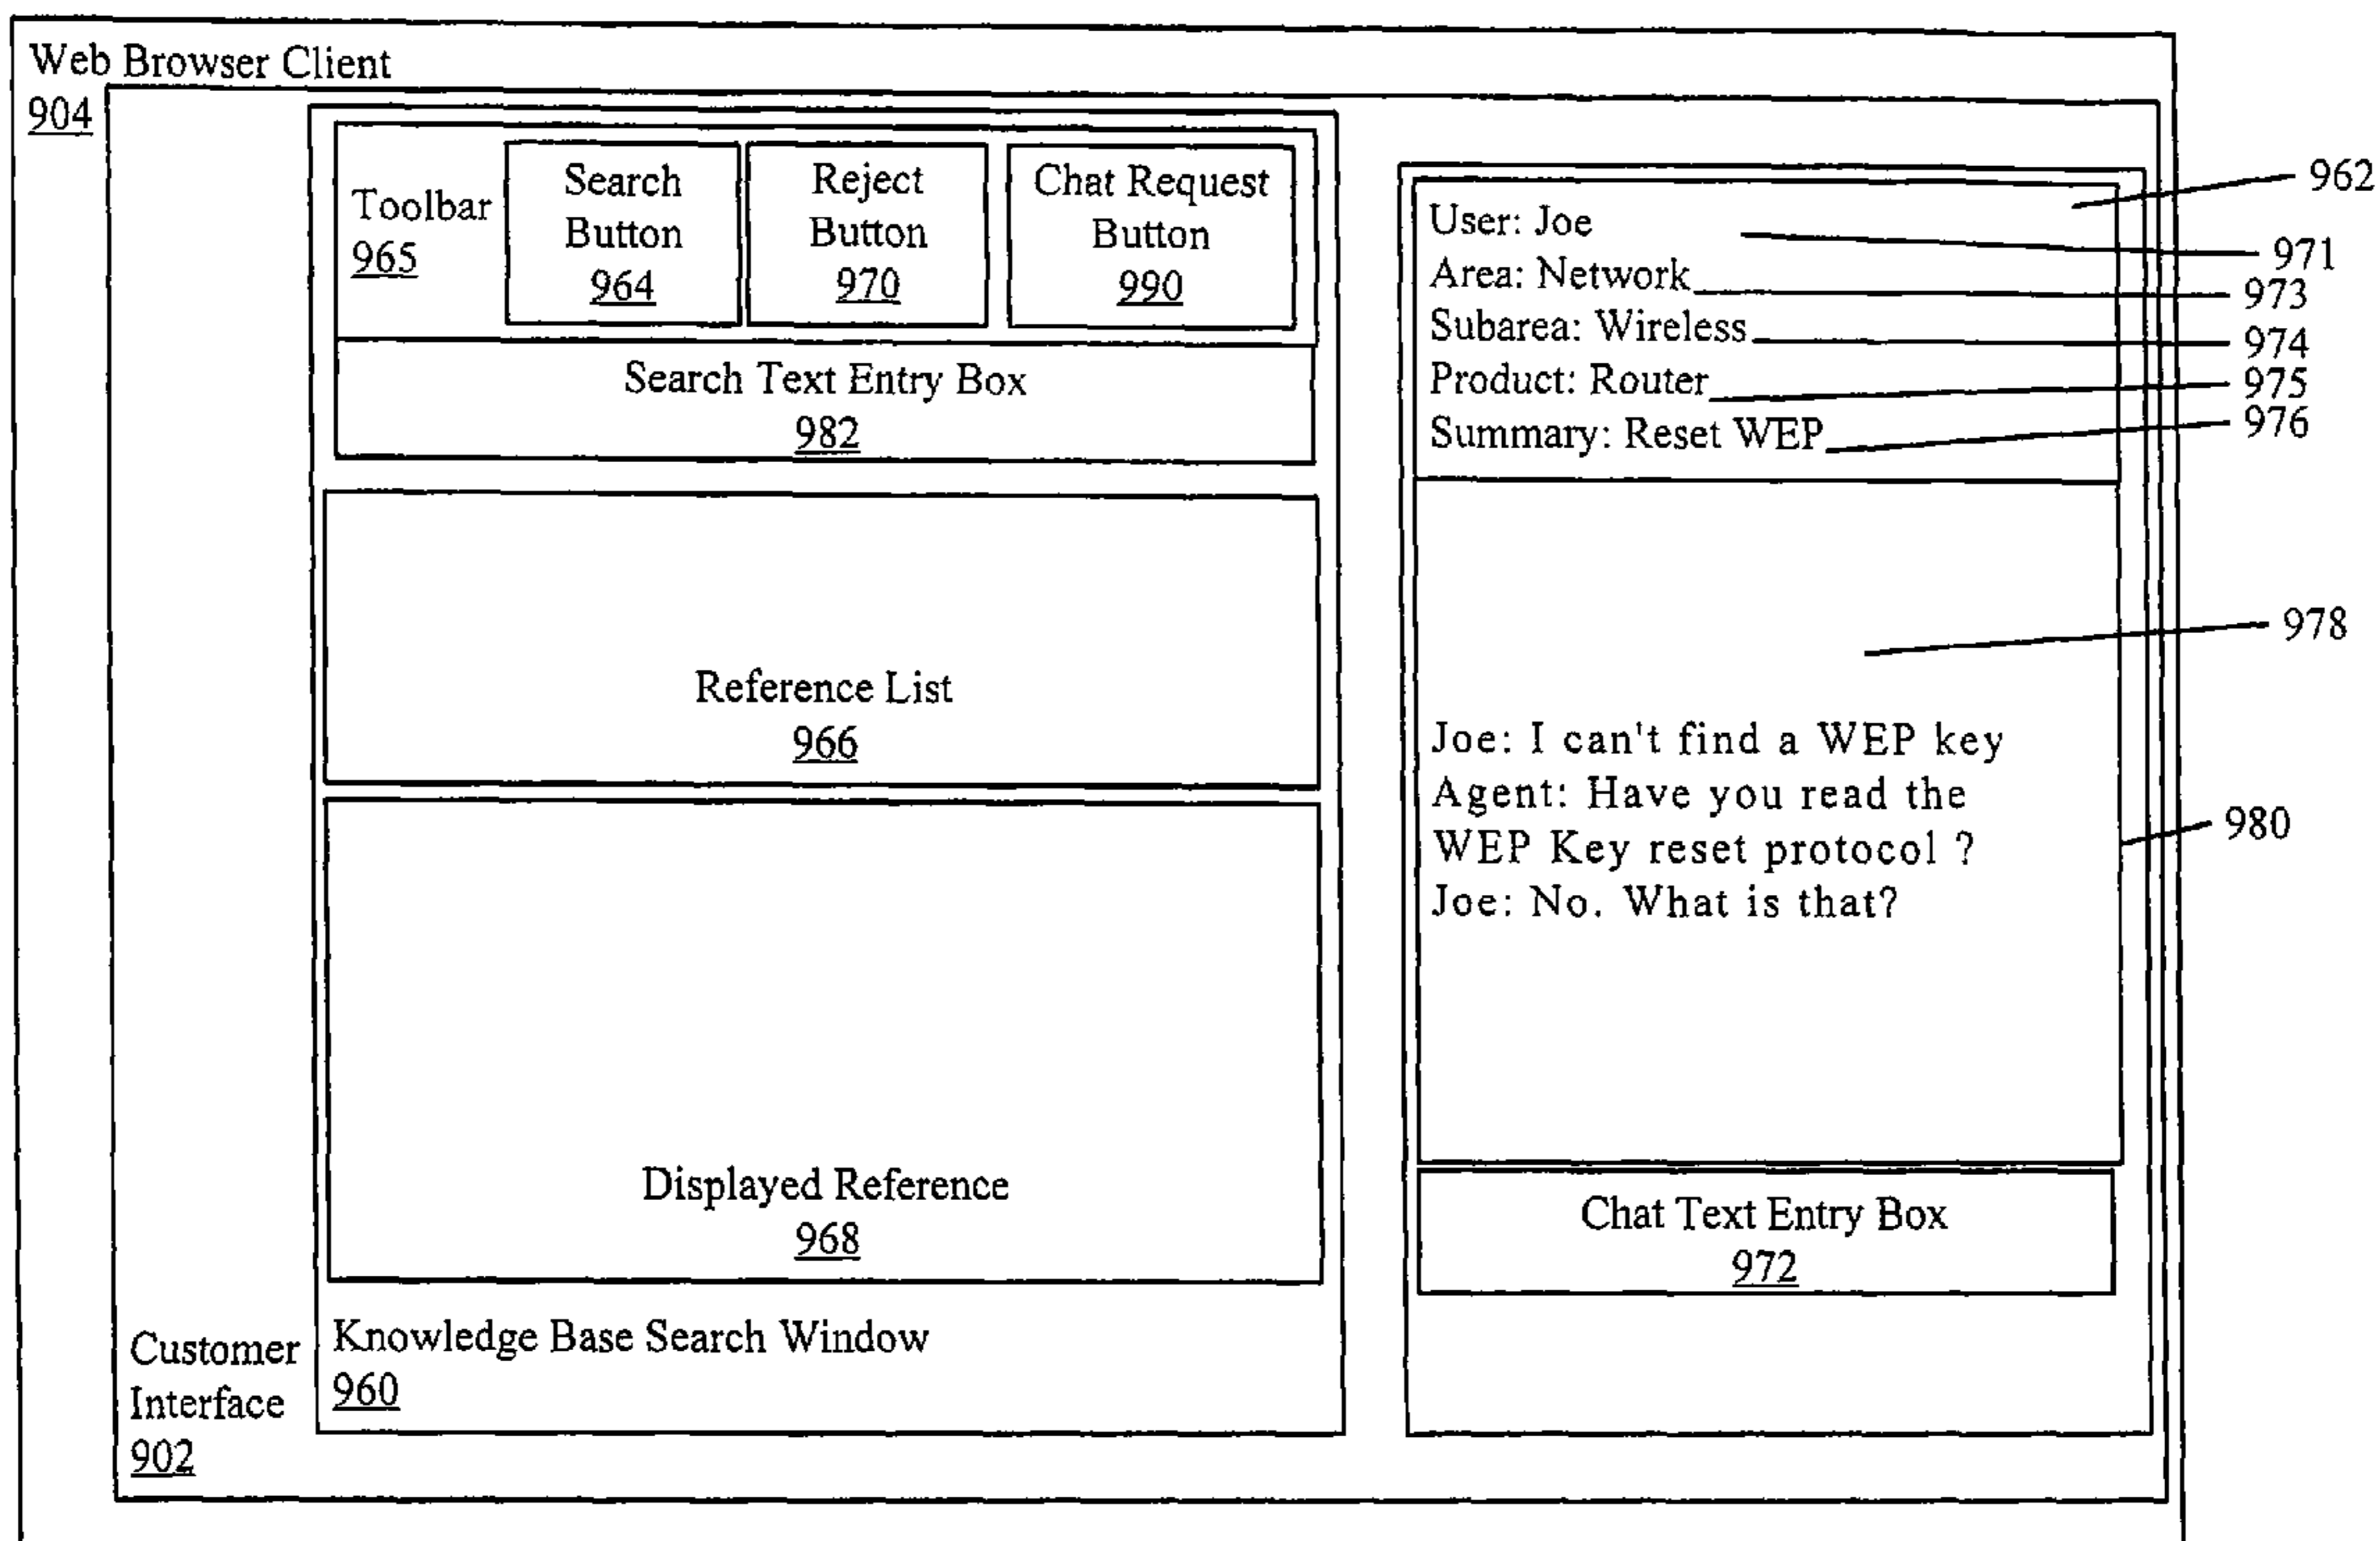 Web Browser Client
904
Toolbar
965
Search
Button
964
Reject
Button
970
Chat Request
Button
990
Search Text Entry Box
982
Reference List
966
Displayed Reference
968
Knowledge Base Search Window
960
Customer
Interface
902
User: Joe
Area: Network
Subarea: Wireless
Product: Router
Summary: Reset WEP
962
971
973
974
975
976
978
Joe: I can't find a WEP key
Agent: Have you read the
WEP Key reset protocol ?
Joe: No. What is that?
980
Chat Text Entry Box
972